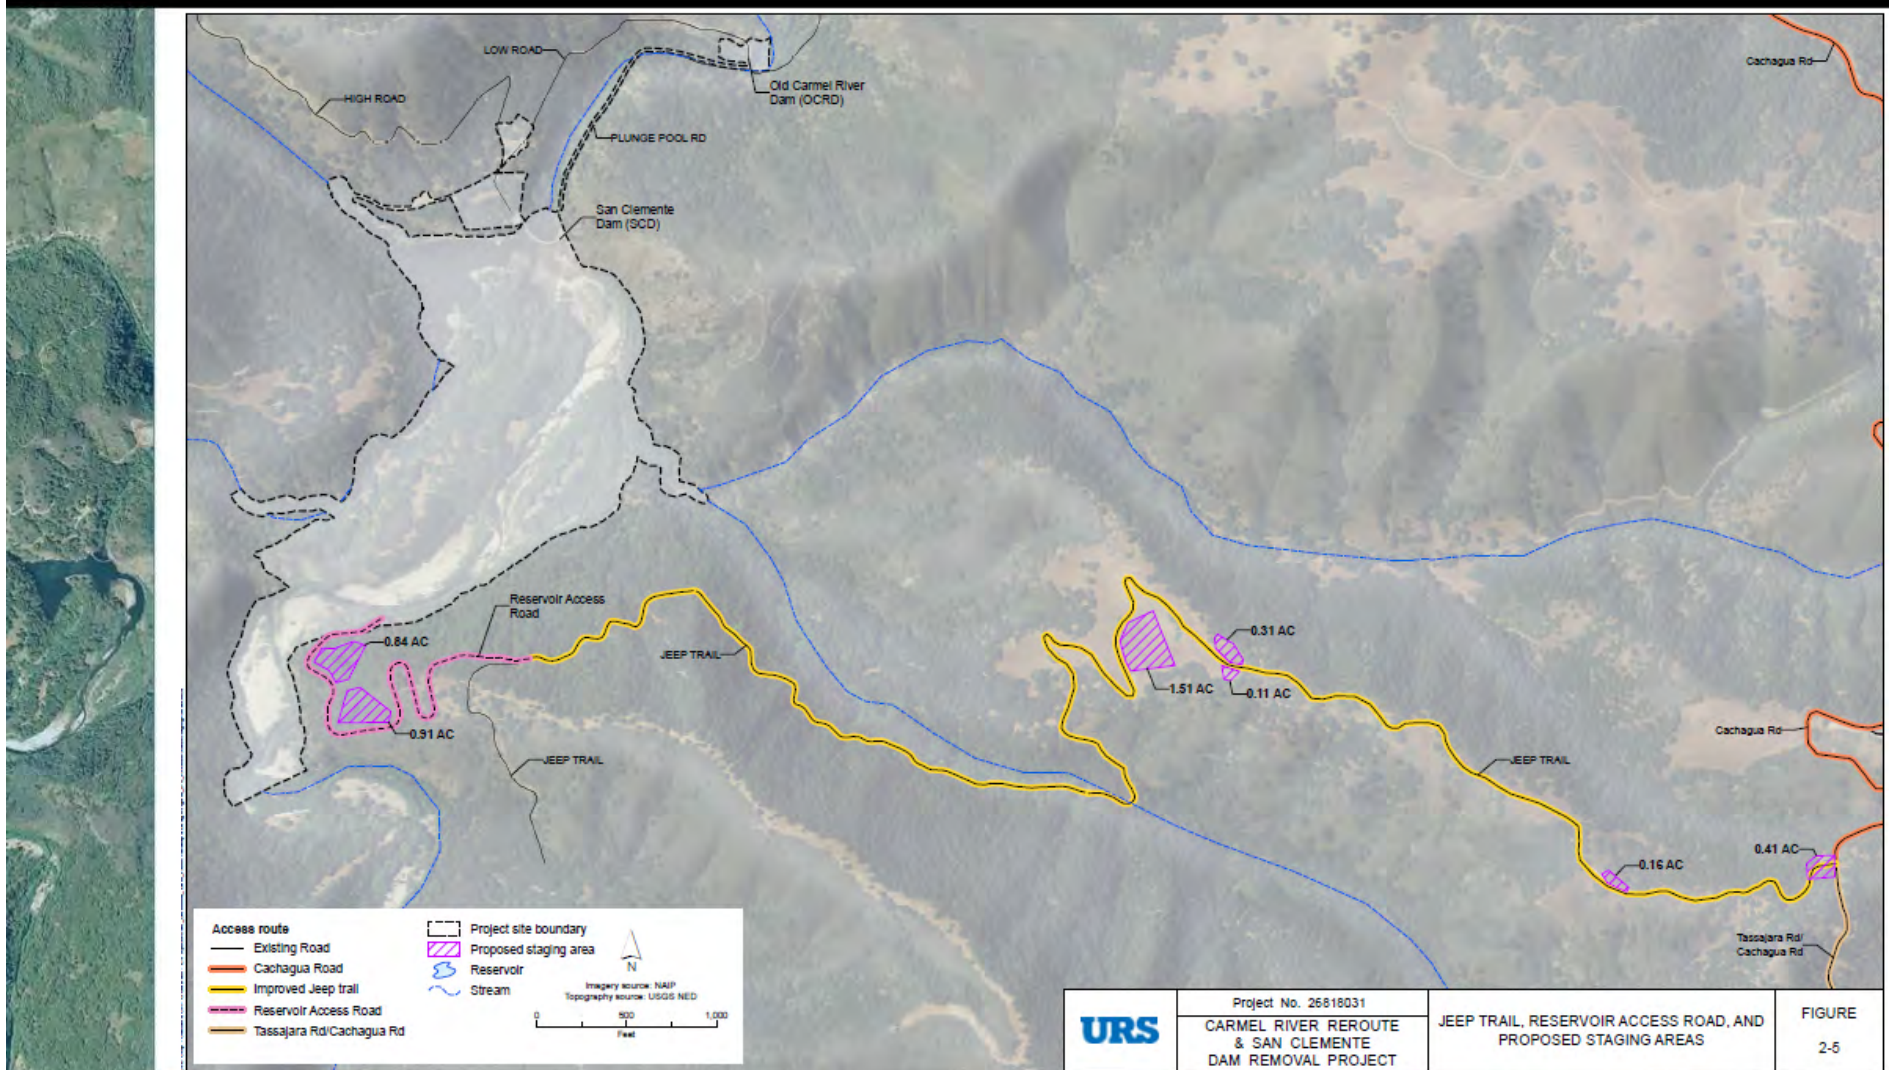 LOW ROAD
HIGH ROAD
Old Carmel River
Dam (OCRD)
PLUNGE POOL RD
San Clemente
Dam (SCD)
Cachagua Rd
Reservoir Access
Road
0.84 AC
0.91 AC
JEEP TRAIL
JEEP TRAIL
1.51 AC
0.31 AC
0.11 AC
Cachagua Rd
JEEP TRAIL
0.16 AC
0.41 AC
Tassajara Rd/
Cachagua Rd
Access route
Existing Road
Cachagua Road
Improved Jeep trail
Reservoir Access Road
Tassajara Rd/Cachagua Rd
Project site boundary
Proposed staging area
Reservoir
Stream
N
Imagery source: NAIP
Topography source: USGS NED
0 500 1,000
Feet
URS
Project No. 26818031
CARMEL RIVER REROUTE
& SAN CLEMENTE
DAM REMOVAL PROJECT
JEEP TRAIL, RESERVOIR ACCESS ROAD, AND
PROPOSED STAGING AREAS
FIGURE
2-5